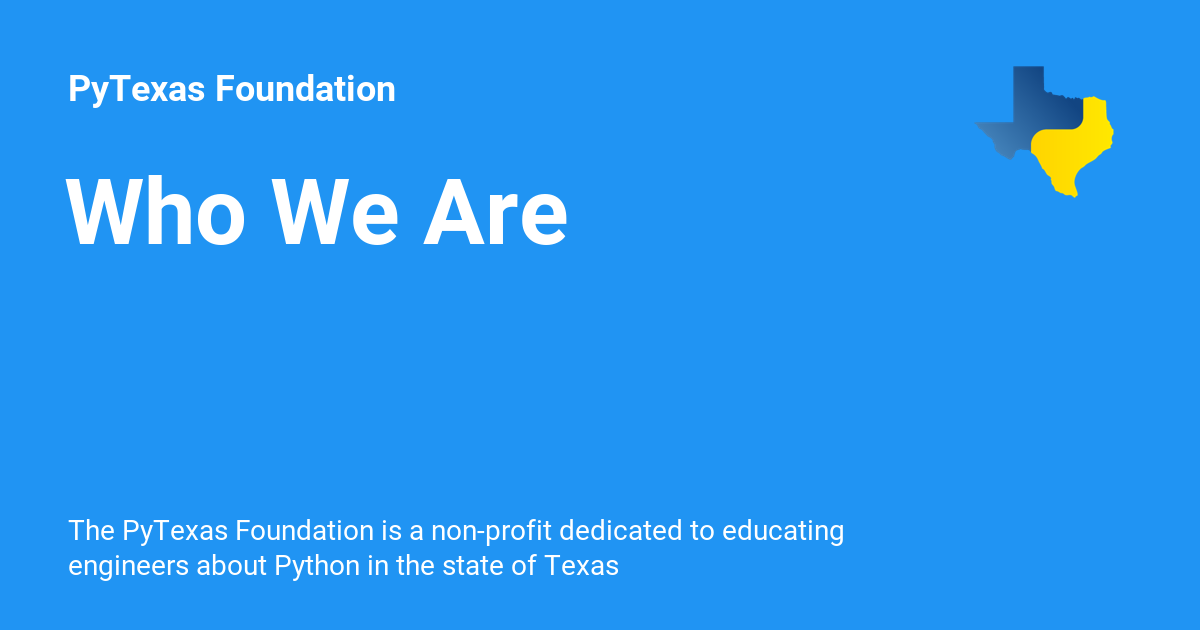 PyTexas Foundation
Who We Are
The PyTexas Foundation is a non-profit dedicated to educating
engineers about Python in the state of Texas